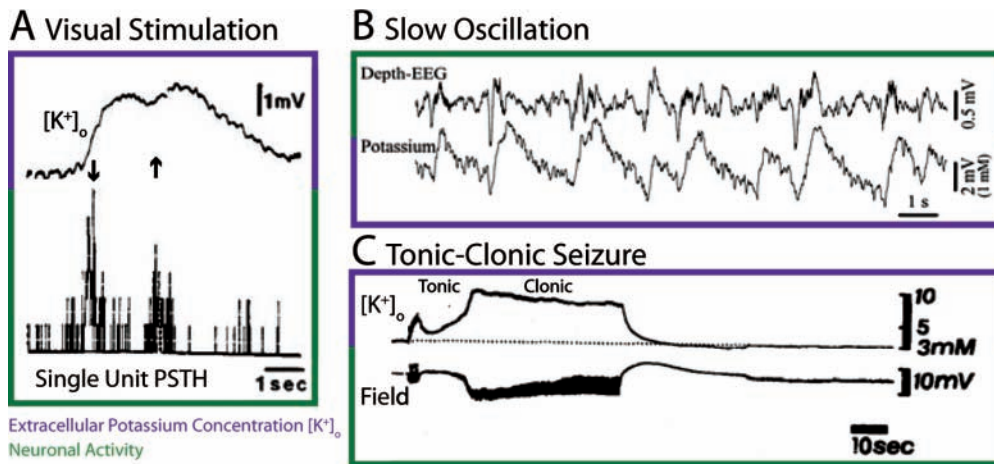 A Visual Stimulation
1mV
[K+]o
Single Unit PSTH
1 sec
Extracellular Potassium Concentration [K+]o
Neuronal Activity
B Slow Oscillation
Depth-EEG
0.5 mV
Potassium
2 mV
(1 mM)
1 s
C Tonic-Clonic Seizure
Tonic
Clonic
[K+]o
10
5
3mM
Field
10mV
10sec